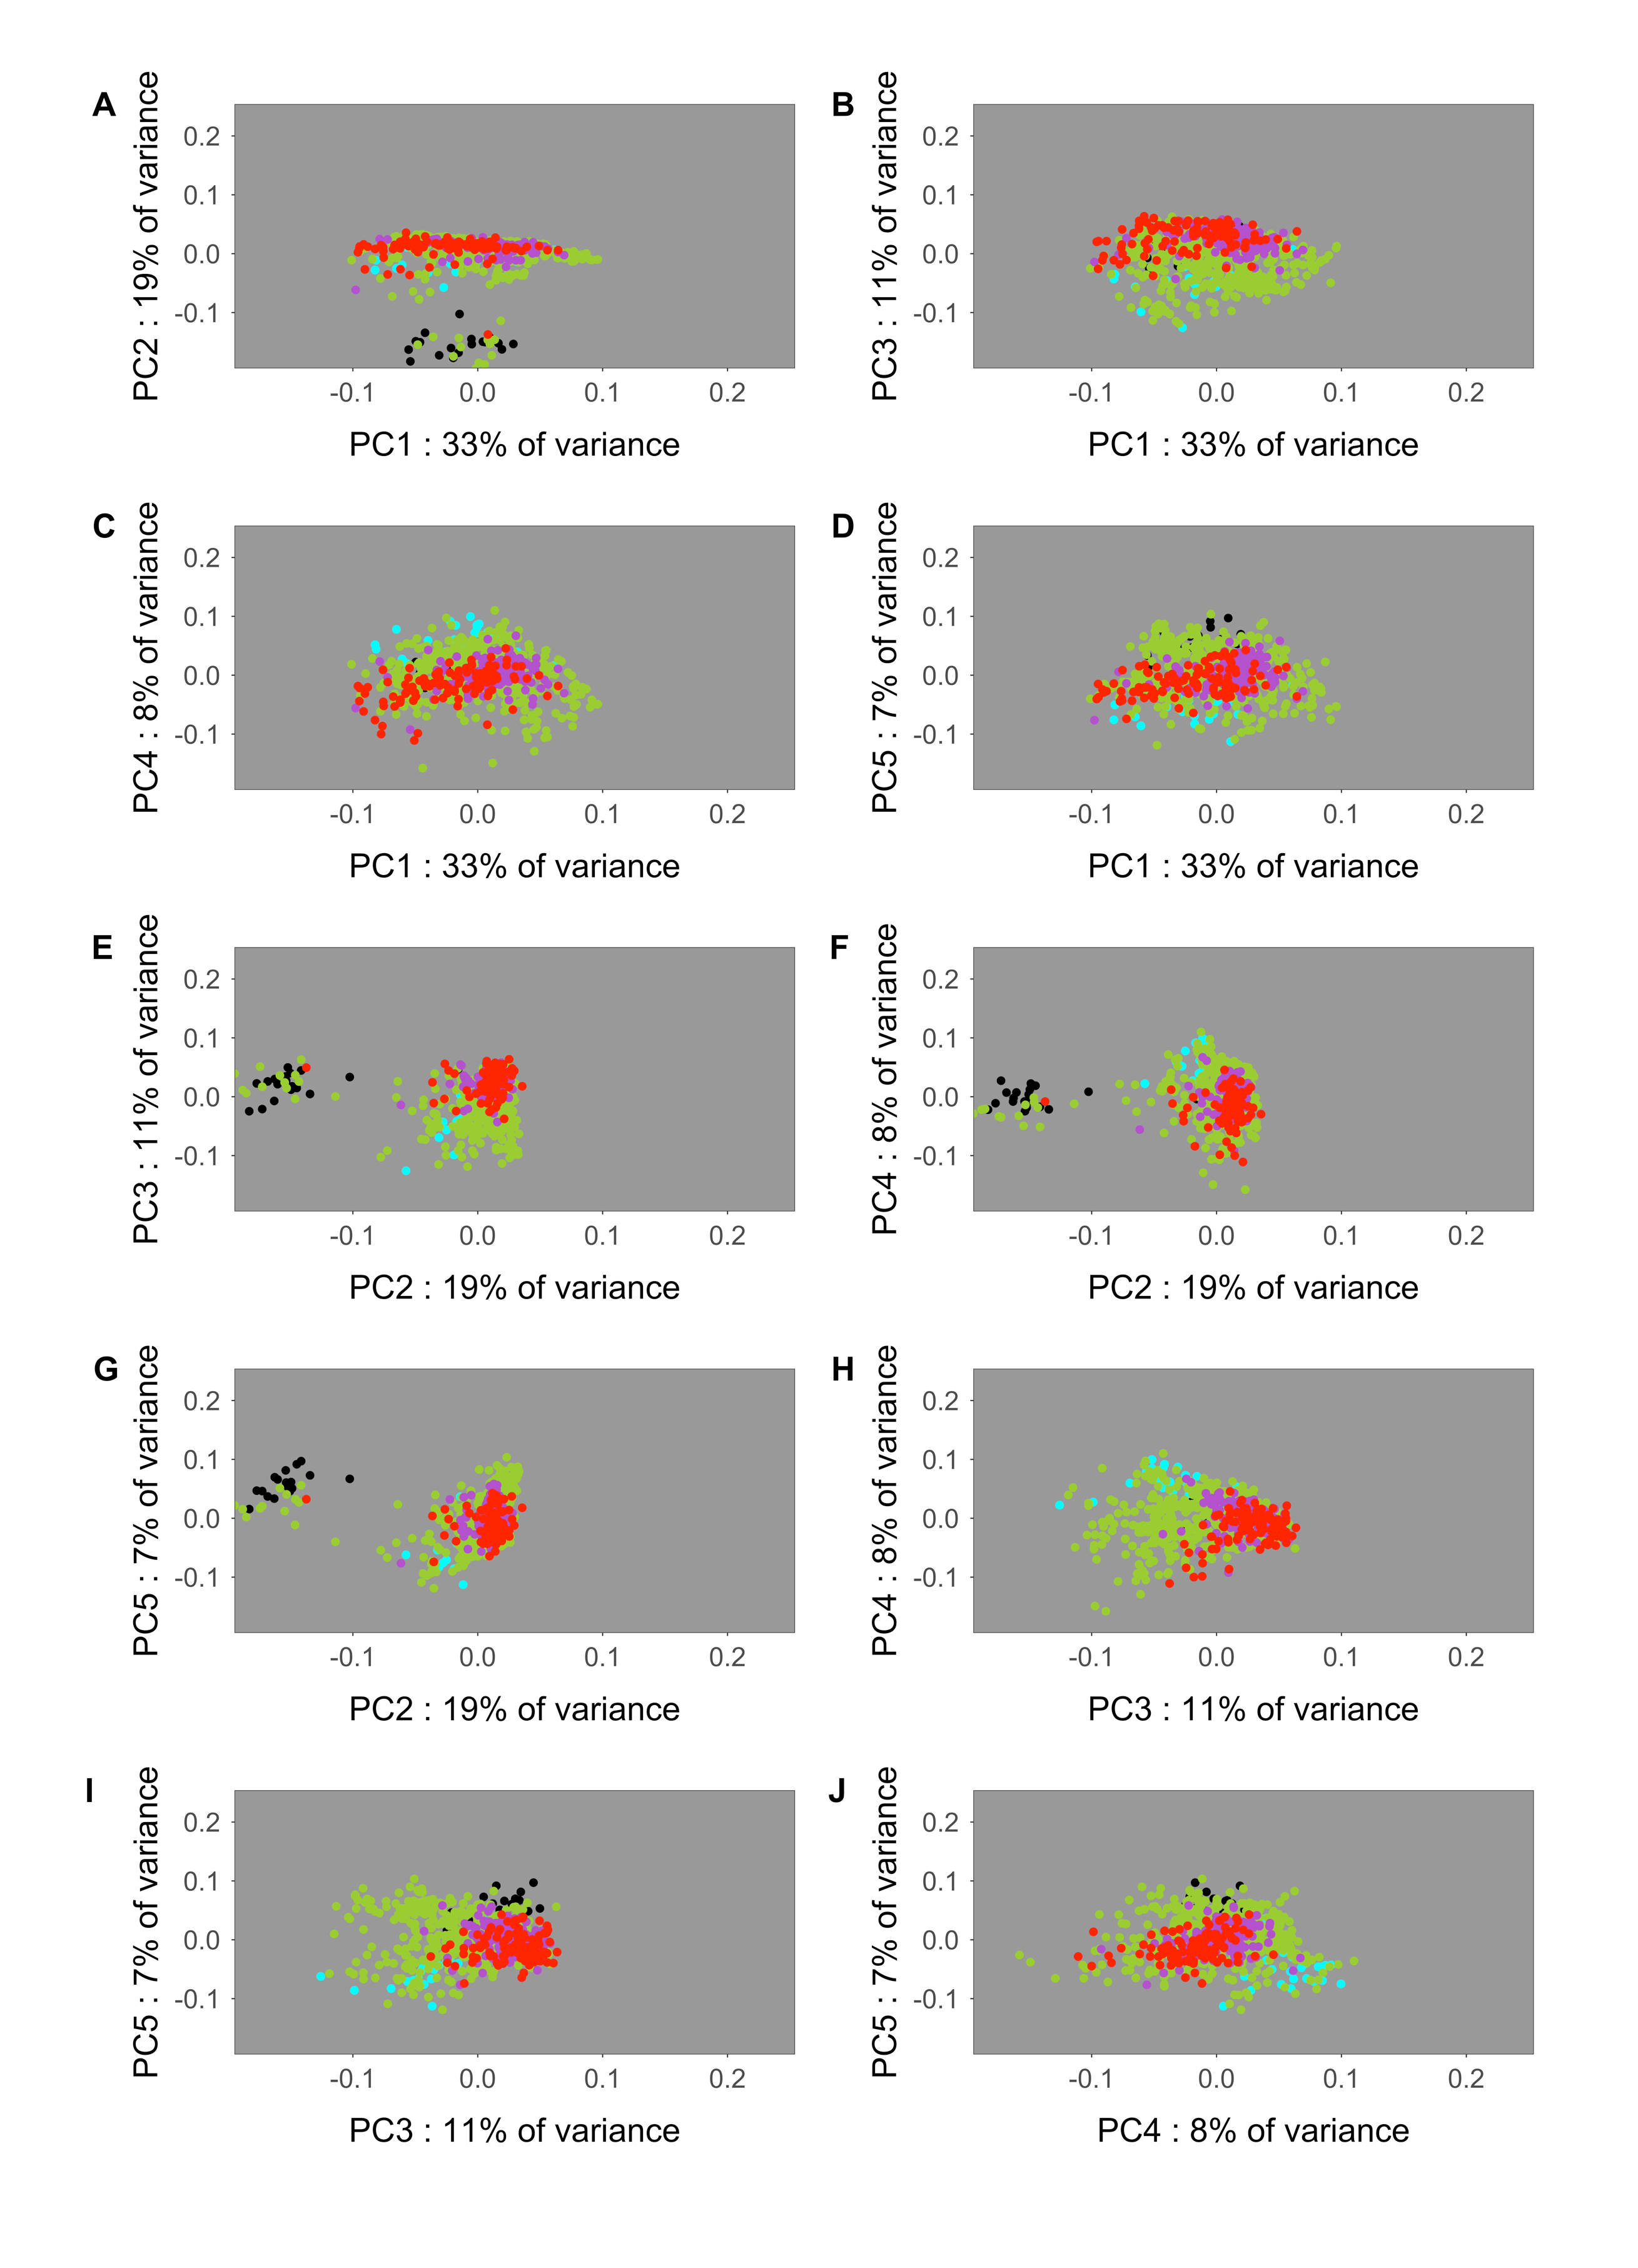 A
PC2 : 19% of variance
0.2
0.1
0.0
-0.1
-0.1 0.0 0.1 0.2
PC1 : 33% of variance
B
PC3 : 11% of variance
0.2
0.1
0.0
-0.1
-0.1 0.0 0.1 0.2
PC1 : 33% of variance
C
PC4 : 8% of variance
0.2
0.1
0.0
-0.1
-0.1 0.0 0.1 0.2
PC1 : 33% of variance
D
PC5 : 7% of variance
0.2
0.1
0.0
-0.1
-0.1 0.0 0.1 0.2
PC1 : 33% of variance
E
PC3 : 11% of variance
0.2
0.1
0.0
-0.1
-0.1 0.0 0.1 0.2
PC2 : 19% of variance
F
PC4 : 8% of variance
0.2
0.1
0.0
-0.1
-0.1 0.0 0.1 0.2
PC2 : 19% of variance
G
PC5 : 7% of variance
0.2
0.1
0.0
-0.1
-0.1 0.0 0.1 0.2
PC2 : 19% of variance
H
PC4 : 8% of variance
0.2
0.1
0.0
-0.1
-0.1 0.0 0.1 0.2
PC3 : 11% of variance
I
PC5 : 7% of variance
0.2
0.1
0.0
-0.1
-0.1 0.0 0.1 0.2
PC3 : 11% of variance
J
PC5 : 7% of variance
0.2
0.1
0.0
-0.1
-0.1 0.0 0.1 0.2
PC4 : 8% of variance